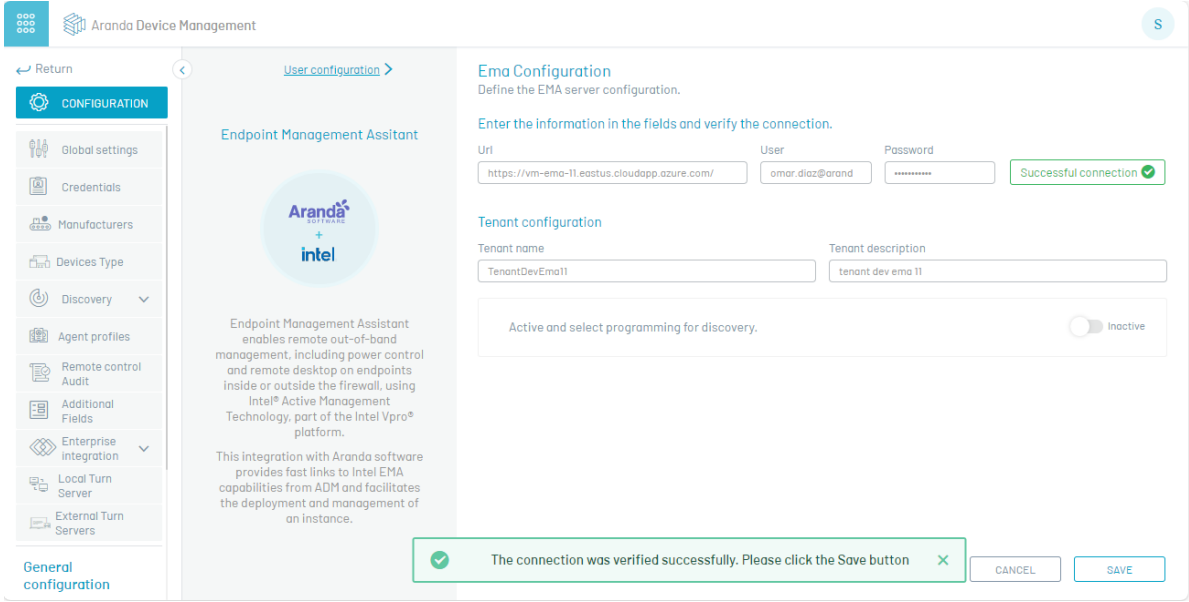 Aranda Device Management
S
Return
CONFIGURATION
Global settings
Credentials
Manufacturers
Devices Type
Discovery
Agent profiles
Remote control
Audit
Additional
Fields
Enterprise
integration
Local Turn
Server
External Turn
Servers
General
configuration
User configuration
Endpoint Management Assitant
Aranda
SOFTWARE
+
intel
Endpoint Management Assistant
enables remote out-of-band
management, including power control
and remote desktop on endpoints
inside or outside the firewall, using
Intel® Active Management
Technology, part of the Intel Vpro®
platform.
This integration with Aranda software
provides fast links to Intel EMA
capabilities from ADM and facilitates
the deployment and management of
an instance.
Ema Configuration
Define the EMA server configuration.
Enter the information in the fields and verify the connection.
Url
User
Password
https://vm-ema-11.eastus.cloudapp.azure.com/
omar.diaz@arand
•••••••••••
Successful connection
Tenant configuration
Tenant name
Tenant description
TenantDevEma11
tenant dev ema 11
Active and select programming for discovery.
Inactive
The connection was verified successfully. Please click the Save button
CANCEL
SAVE